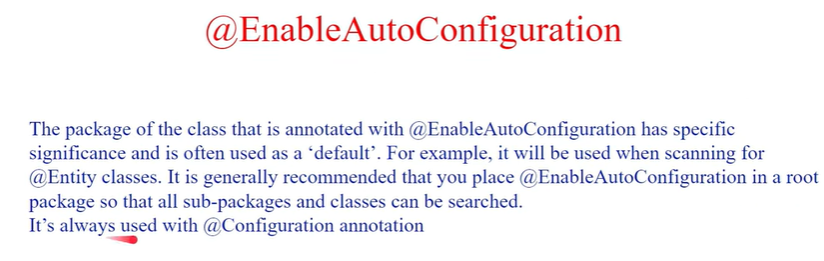 @EnableAutoConfiguration
The package of the class that is annotated with @EnableAutoConfiguration has specific
significance and is often used as a ‘default’. For example, it will be used when scanning for
@Entity classes. It is generally recommended that you place @EnableAutoConfiguration in a root
package so that all sub-packages and classes can be searched.
It’s always used with @Configuration annotation